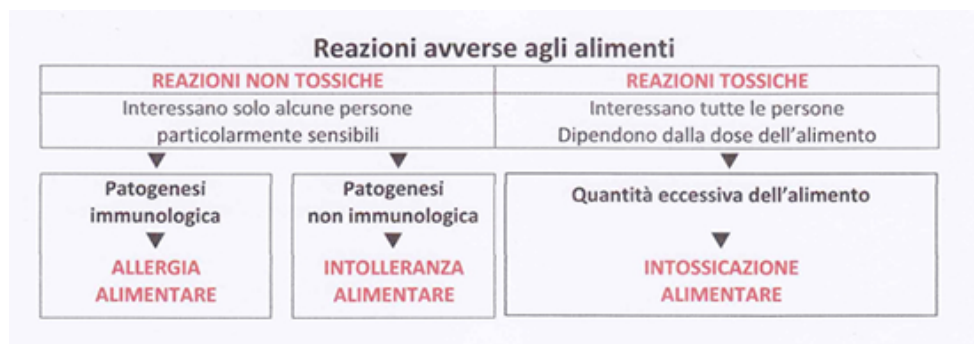 Reazioni avverse agli alimenti
REAZIONI NON TOSSICHE
Interessano solo alcune persone
particolarmente sensibili
REAZIONI TOSSICHE
Interessano tutte le persone
Dipendono dalla dose dell'alimento
Patogenesi
immunologica
ALLERGIA
ALIMENTARE
Patogenesi
non immunologica
INTOLLERANZA
ALIMENTARE
Quantità eccessiva dell'alimento
INTOSSICAZIONE
ALIMENTARE